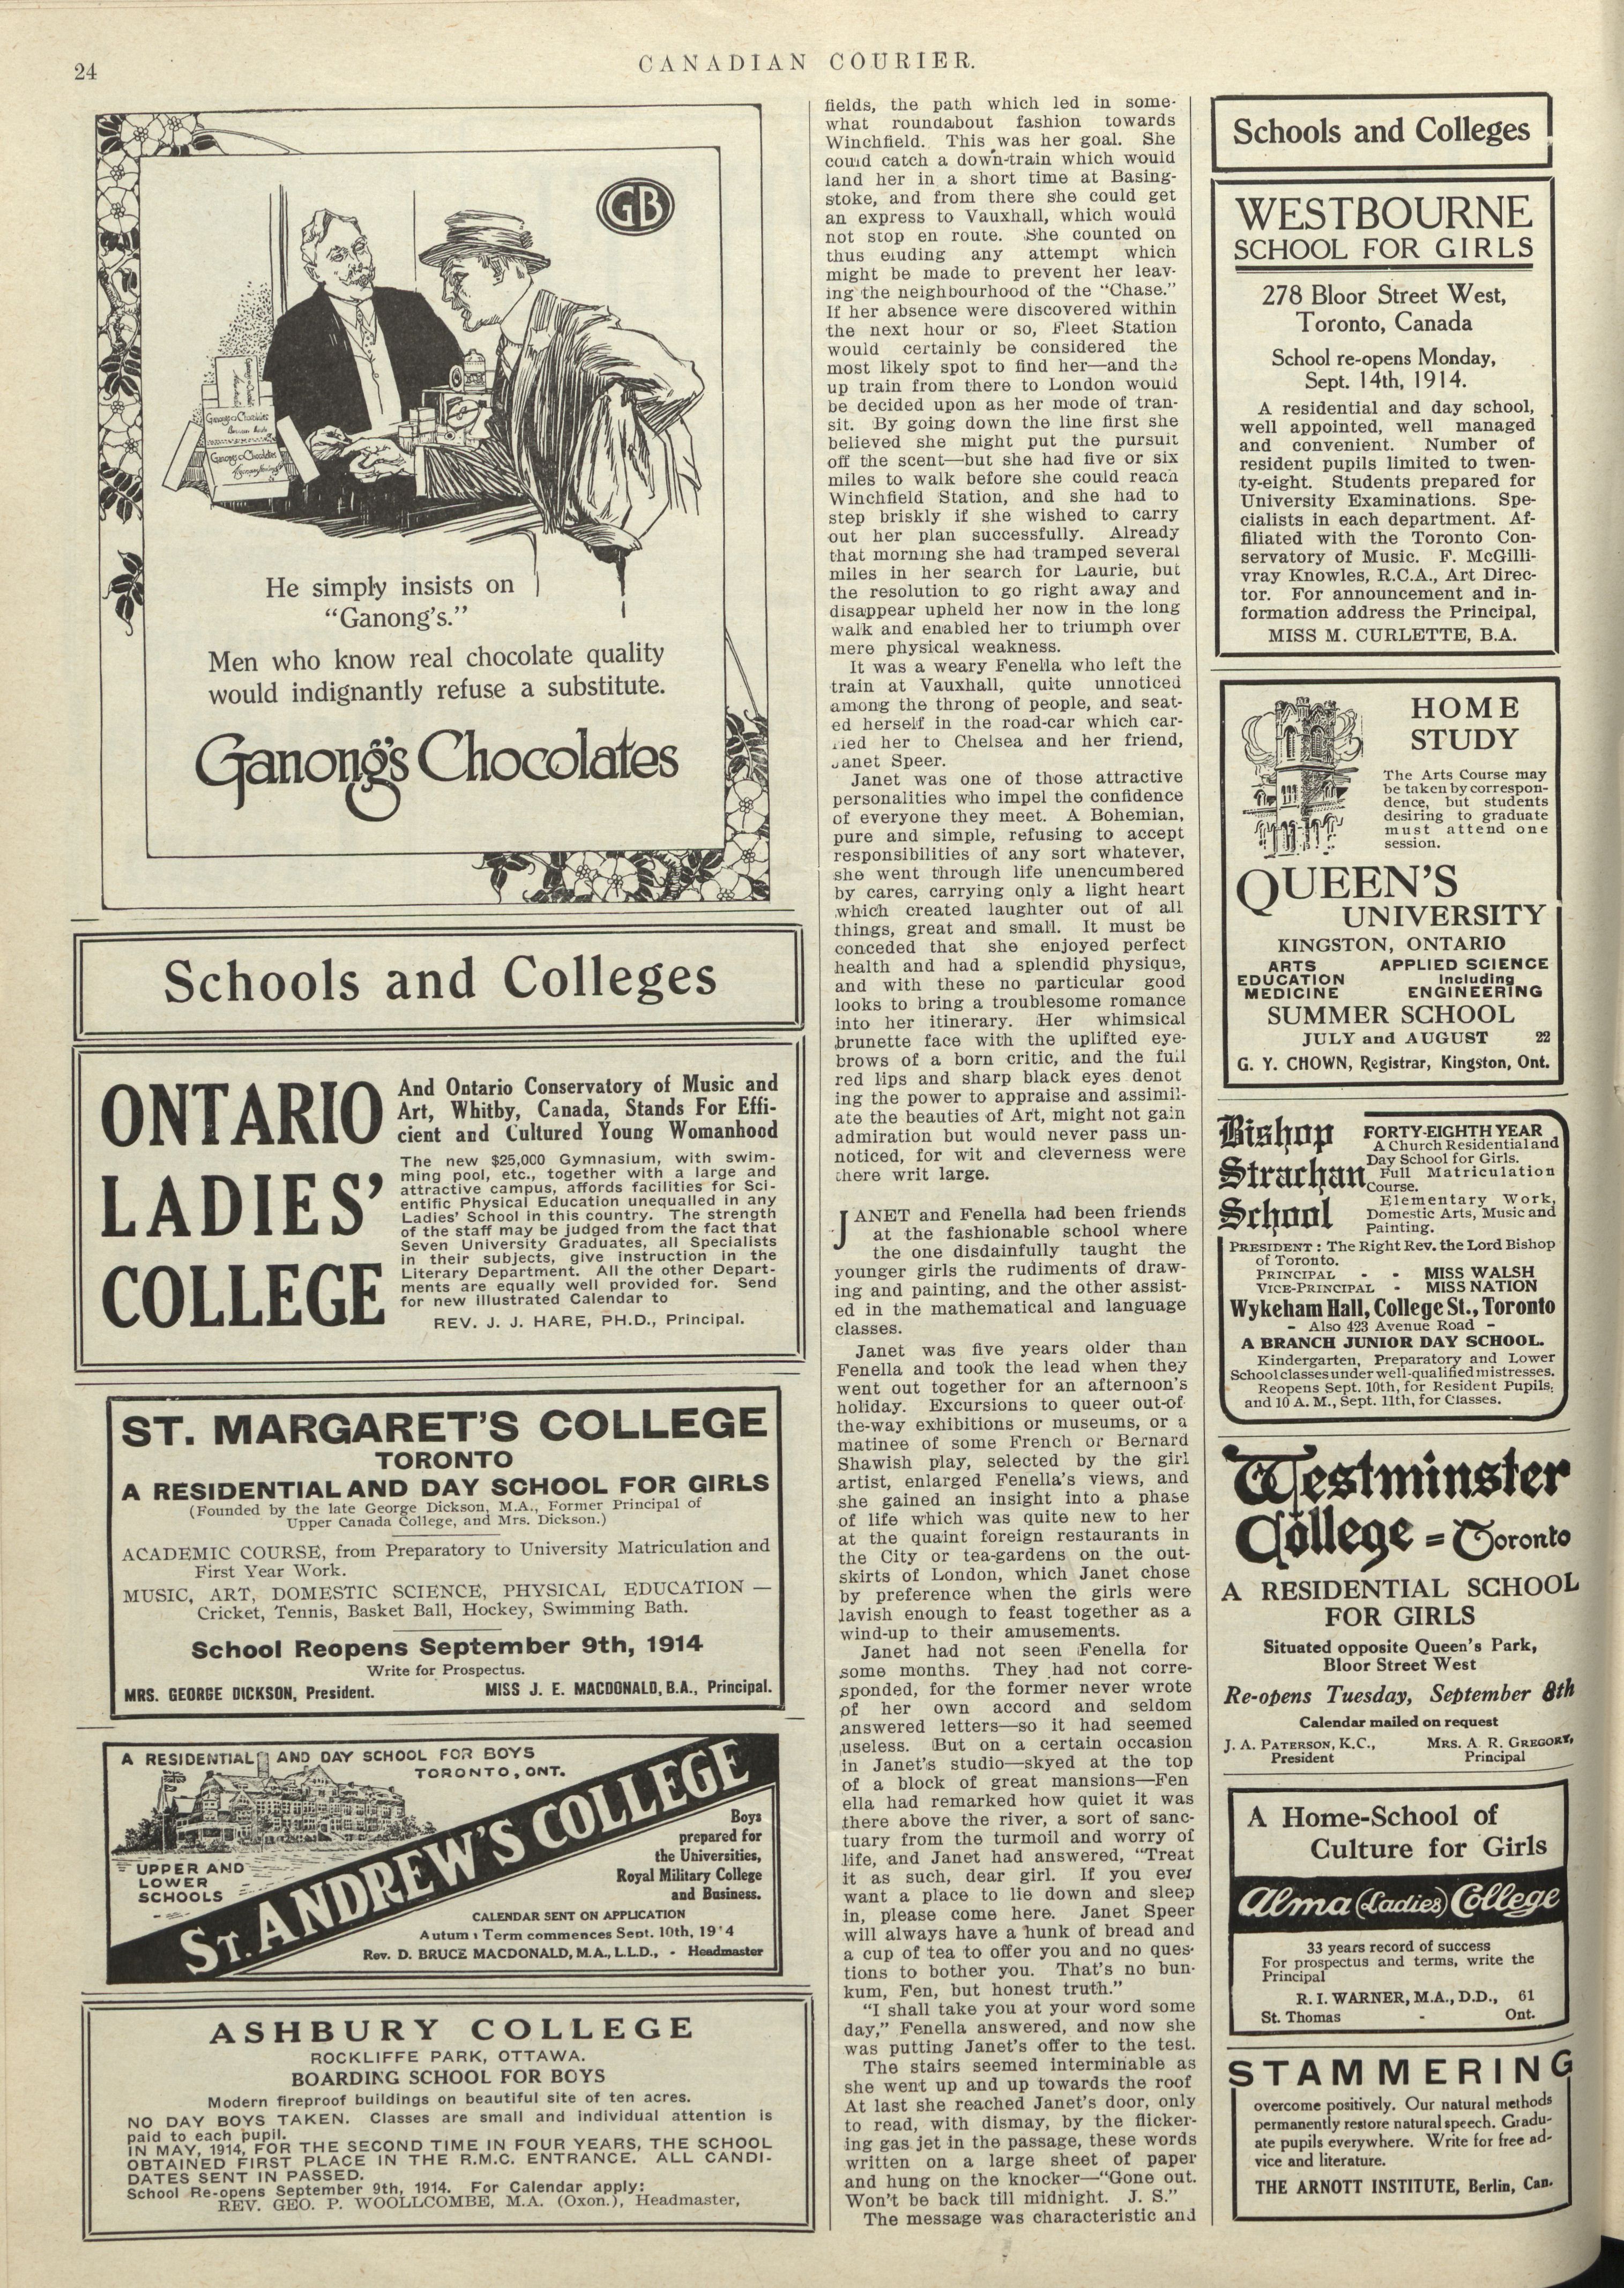 24
CANADIAN COURIER.
GB
Ganong's Chocolates
Ganong's Chocolates
He simply insists on
"Ganong's."
Men who know real chocolate quality
would indignantly refuse a substitute.
Ganong's Chocolates
Schools and Colleges
ONTARIO
LADIES'
COLLEGE
And Ontario Conservatory of Music and
Art, Whitby, Canada, Stands For Effi-
cient and Cultured Young Womanhood
The new $25,000 Gymnasium, with swim-
ming pool, etc., together with a large and
attractive campus, affords facilities for Sci-
entific Physical Education unequalled in any
Ladies' School in this country. The strength
of the staff may be judged from the fact that
Seven University Graduates, all Specialists
in their subjects, give instruction in the
Literary Department. All the other Depart-
ments are equally well provided for. Send
for new illustrated Calendar to
REV. J. J. HARE, PH.D., Principal.
ST. MARGARET'S COLLEGE
TORONTO
A RESIDENTIAL AND DAY SCHOOL FOR GIRLS
(Founded by the late George Dickson, M.A., Former Principal of
Upper Canada College, and Mrs. Dickson.)
ACADEMIC COURSE, from Preparatory to University Matriculation and
First Year Work.
MUSIC, ART, DOMESTIC SCIENCE, PHYSICAL EDUCATION —
Cricket, Tennis, Basket Ball, Hockey, Swimming Bath.
School Reopens September 9th, 1914
Write for Prospectus.
MRS. GEORGE DICKSON, President. MISS J. E. MACDONALD, B.A., Principal.
A RESIDENTIAL AND DAY SCHOOL FOR BOYS
TORONTO, ONT.
UPPER AND
LOWER
SCHOOLS
ST. ANDREW'S COLLEGE
Boys
prepared for
the Universities,
Royal Military College
and Business.
CALENDAR SENT ON APPLICATION
Autumn Term commences Sept. 10th, 1914
Rev. D. BRUCE MACDONALD, M.A., L.L.D., - Headmaster
ASHBURY COLLEGE
ROCKLIFFE PARK, OTTAWA.
BOARDING SCHOOL FOR BOYS
Modern fireproof buildings on beautiful site of ten acres.
NO DAY BOYS TAKEN. Classes are small and individual attention is
paid to each pupil.
IN MAY, 1914, FOR THE SECOND TIME IN FOUR YEARS, THE SCHOOL
OBTAINED FIRST PLACE IN THE R.M.C. ENTRANCE. ALL CANDI-
DATES SENT IN PASSED.
School Re-opens September 9th, 1914. For Calendar apply:
REV. GEO. P. WOOLLCOMBE, M.A. (Oxon.), Headmaster,
fields, the path which led in some-
what roundabout fashion towards
Winchfield. This was her goal. She
could catch a down-train which would
land her in a short time at Basing-
stoke, and from there she could get
an express to Vauxhall, which would
not stop en route. She counted on
thus eluding any attempt which
might be made to prevent her leav-
ing the neighbourhood of the "Chase."
If her absence were discovered within
the next hour or so, Fleet Station
would certainly be considered the
most likely spot to find her—and the
up train from there to London would
be decided upon as her mode of tran-
sit. By going down the line first she
believed she might put the pursuit
off the scent—but she had five or six
miles to walk before she could reach
Winchfield Station, and she had to
step briskly if she wished to carry
out her plan successfully. Already
that morning she had tramped several
miles in her search for Laurie, but
the resolution to go right away and
disappear upheld her now in the long
walk and enabled her to triumph over
mere physical weakness.
It was a weary Fenella who left the
train at Vauxhall, quite unnoticed
among the throng of people, and seat-
ed herself in the road-car which car-
ried her to Chelsea and her friend,
Janet Speer.
Janet was one of those attractive
personalities who impel the confidence
of everyone they meet. A Bohemian,
pure and simple, refusing to accept
responsibilities of any sort whatever,
she went through life unencumbered
by cares, carrying only a light heart
which created laughter out of all
things, great and small. It must be
conceded that she enjoyed perfect
health and had a splendid physique,
and with these no particular good
looks to bring a troublesome romance
into her itinerary. Her whimsical
brunette face with the uplifted eye-
brows of a born critic, and the full
red lips and sharp black eyes denot
ing the power to appraise and assimil-
ate the beauties of Art, might not gain
admiration but would never pass un-
noticed, for wit and cleverness were
there writ large.
JANET and Fenella had been friends
at the fashionable school where
the one disdainfully taught the
younger girls the rudiments of draw-
ing and painting, and the other assist-
ed in the mathematical and language
classes.
Janet was five years older than
Fenella and took the lead when they
went out together for an afternoon's
holiday. Excursions to queer out-of
the-way exhibitions or museums, or a
matinee of some French or Bernard
Shawish play, selected by the girl
artist, enlarged Fenella's views, and
she gained an insight into a phase
of life which was quite new to her
at the quaint foreign restaurants in
the City or tea-gardens on the out-
skirts of London, which Janet chose
by preference when the girls were
lavish enough to feast together as a
wind-up to their amusements.
Janet had not seen Fenella for
some months. They had not corre-
sponded, for the former never wrote
of her own accord and seldom
answered letters—so it had seemed
useless. But on a certain occasion
in Janet's studio—skyed at the top
of a block of great mansions—Fen
ella had remarked how quiet it was
there above the river, a sort of sanc-
tuary from the turmoil and worry of
life, and Janet had answered, "Treat
it as such, dear girl. If you ever
want a place to lie down and sleep
in, please come here. Janet Speer
will always have a hunk of bread and
a cup of tea to offer you and no ques-
tions to bother you. That's no bun-
kum, Fen, but honest truth."
"I shall take you at your word some
day," Fenella answered, and now she
was putting Janet's offer to the test.
The stairs seemed interminable as
she went up and up towards the roof
At last she reached Janet's door, only
to read, with dismay, by the flicker-
ing gas jet in the passage, these words
written on a large sheet of paper
and hung on the knocker—"Gone out.
Won't be back till midnight. J. S."
The message was characteristic and
Schools and Colleges
WESTBOURNE
SCHOOL FOR GIRLS
278 Bloor Street West,
Toronto, Canada
School re-opens Monday,
Sept. 14th, 1914.
A residential and day school,
well appointed, well managed
and convenient. Number of
resident pupils limited to twen-
ty-eight. Students prepared for
University Examinations. Spe-
cialists in each department. Af-
filiated with the Toronto Con-
servatory of Music. F. McGilli-
vray Knowles, R.C.A., Art Direc-
tor. For announcement and in-
formation address the Principal,
MISS M. CURLETTE, B.A.
HOME
STUDY
The Arts Course may
be taken by correspon-
dence, but students
desiring to graduate
must attend one
session.
QUEEN'S
UNIVERSITY
KINGSTON, ONTARIO
ARTS APPLIED SCIENCE
EDUCATION Including
MEDICINE ENGINEERING
SUMMER SCHOOL
JULY and AUGUST 22
G. Y. CHOWN, Registrar, Kingston, Ont.
Bishop
Strachan
School
FORTY-EIGHTH YEAR
A Church Residential and
Day School for Girls.
Full Matriculation
Course.
Elementary Work,
Domestic Arts, Music and
Painting.
PRESIDENT: The Right Rev. the Lord Bishop
of Toronto.
PRINCIPAL - - MISS WALSH
VICE-PRINCIPAL - MISS NATION
Wykeham Hall, College St., Toronto
- Also 423 Avenue Road -
A BRANCH JUNIOR DAY SCHOOL.
Kindergarten, Preparatory and Lower
School classes under well-qualified mistresses.
Reopens Sept. 10th, for Resident Pupils;
and 10 A. M., Sept. 11th, for Classes.
Westminster
College = Toronto
A RESIDENTIAL SCHOOL
FOR GIRLS
Situated opposite Queen's Park,
Bloor Street West
Re-opens Tuesday, September 8th
Calendar mailed on request
J. A. PATERSON, K.C., MRS. A. R. GREGORY,
President Principal
A Home-School of
Culture for Girls
Alma (Ladies) College
33 years record of success
For prospectus and terms, write the
Principal
R. I. WARNER, M.A., D.D., 61
St. Thomas - Ont.
STAMMERING
overcome positively. Our natural methods
permanently restore natural speech. Gradu-
ate pupils everywhere. Write for free ad-
vice and literature.
THE ARNOTT INSTITUTE, Berlin, Can.